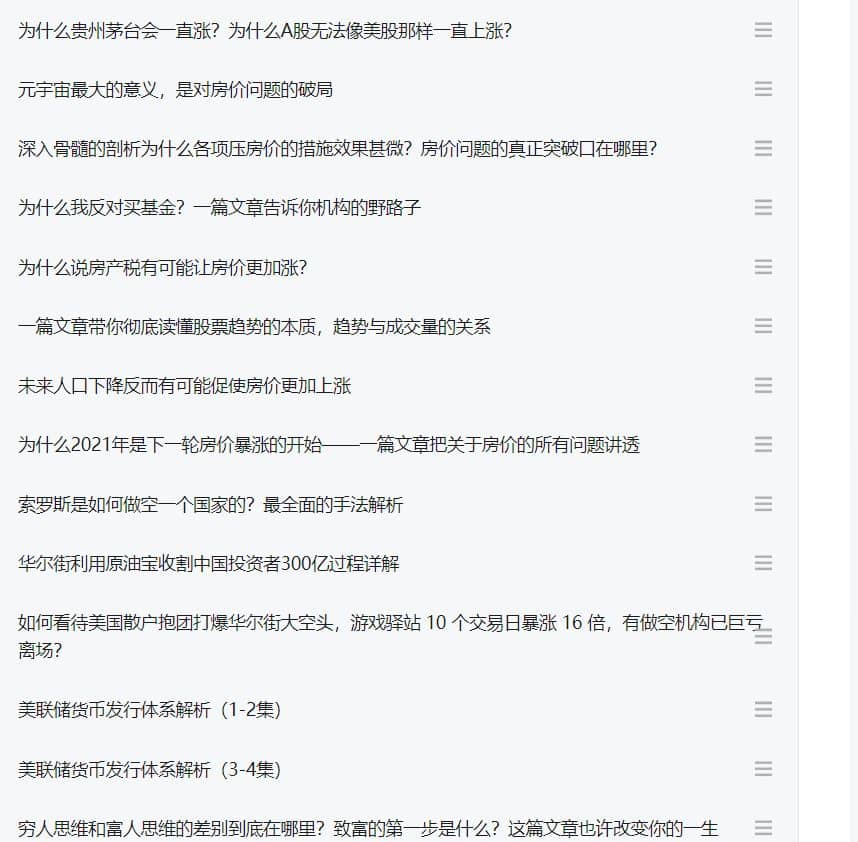 为什么贵州茅台会一直涨？为什么A股无法像美股那样一直上涨？
元宇宙最大的意义，是对房价问题的破局
深入骨髓的剖析为什么各项压房价的措施效果甚微？房价问题的真正突破口在哪里？
为什么我反对买基金？一篇文章告诉你机构的野路子
为什么说房产税有可能让房价更加涨？
一篇文章带你彻底读懂股票趋势的本质，趋势与成交量的关系
未来人口下降反而有可能促使房价更加上涨
为什么2021年是下一轮房价暴涨的开始——一篇文章把关于房价的所有问题讲透
索罗斯是如何做空一个国家的？最全面的手法解析
华尔街利用原油宝收割中国投资者300亿过程详解
如何看待美国散户抱团打爆华尔街大空头，游戏驿站 10 个交易日暴涨 16 倍，有做空机构已巨亏
离场？
美联储货币发行体系解析（1-2集）
美联储货币发行体系解析（3-4集）
穷人思维和富人思维的差别到底在哪里？致富的第一步是什么？这篇文章也许改变你的一生